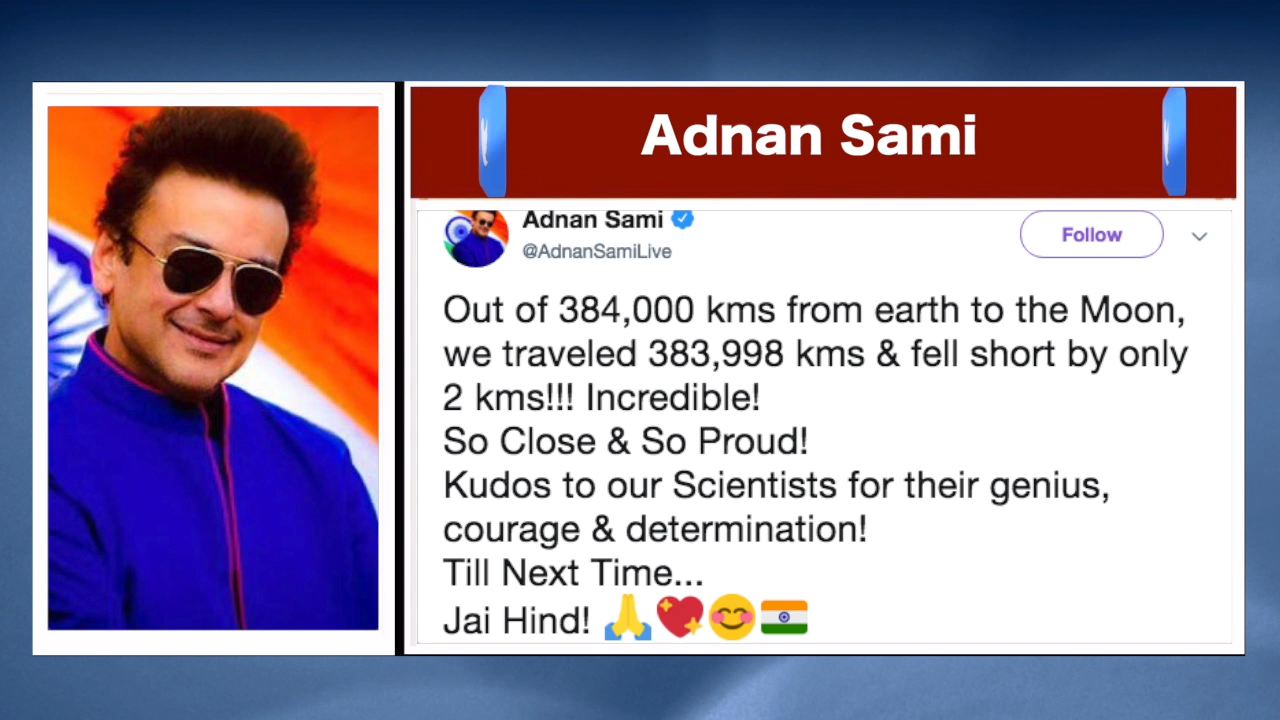 Adnan Sami
Adnan Sami
@AdnanSamiLive
Follow
Out of 384,000 kms from earth to the Moon,
we traveled 383,998 kms & fell short by only
2 kms!!! Incredible!
So Close & So Proud!
Kudos to our Scientists for their genius,
courage & determination!
Till Next Time...
Jai Hind! 🙏💖😊🇮🇳